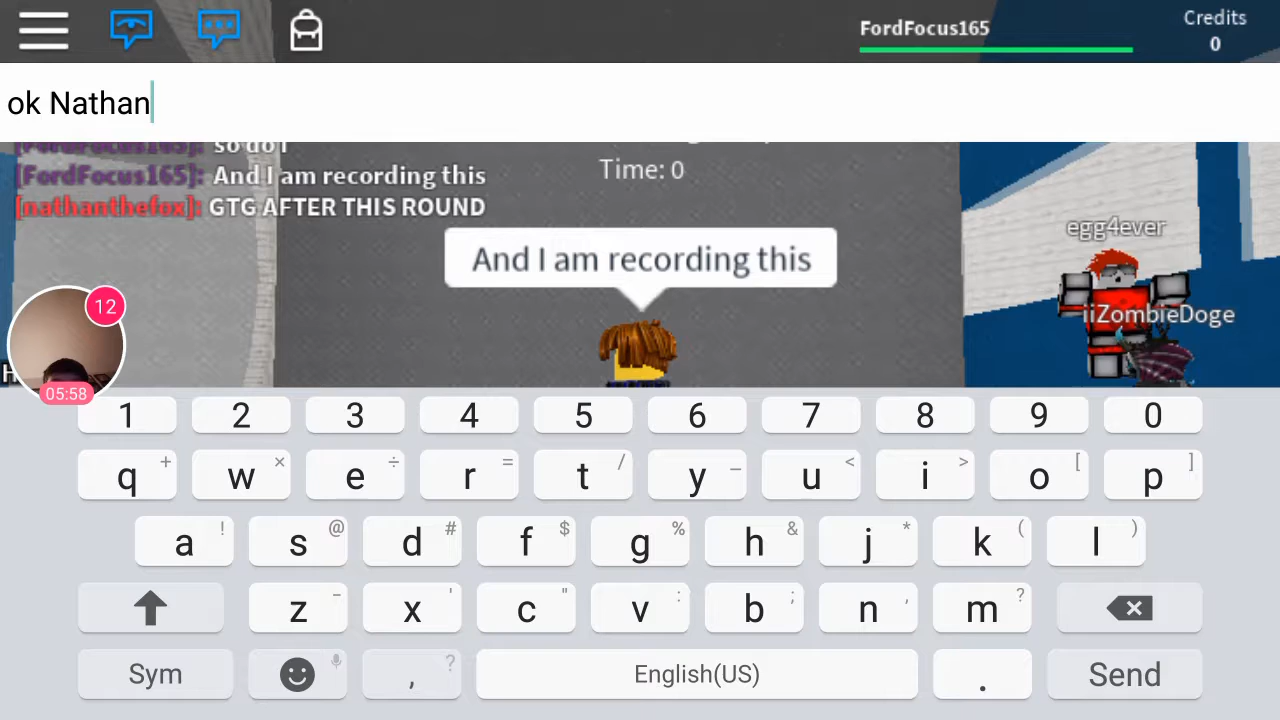 FordFocus165
Credits
0
ok Nathan
[FordFocus165]: so do I
[FordFocus165]: And I am recording this
[nathanthefox]: GTG AFTER THIS ROUND
Time: 0
And I am recording this
egg4ever
iiZombieDoge
12
05:58
H
1 2 3 4 5 6 7 8 9 0
q + w × e ÷ r = t / y _ u < i > o [ p ]
a ! s @ d # f $ g % h & j * k ( l )
z - x ' c " v : b ; n , m ?
Sym , ? English(US) . Send